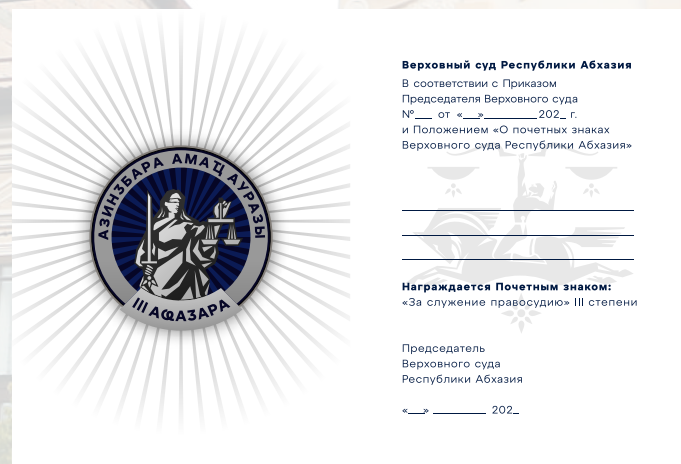 АЗИНЗБАРА АМАҴ АУРАЗЫ
III АҨАЗАРА
Верховный суд Республики Абхазия
В соответствии с Приказом
Председателя Верховного суда
№___ от «___»_________202_ г.
и Положением «О почетных знаках
Верховного суда Республики Абхазия»
Награждается Почетным знаком:
«За служение правосудию» III степени
Председатель
Верховного суда
Республики Абхазия
«___» _________ 202_